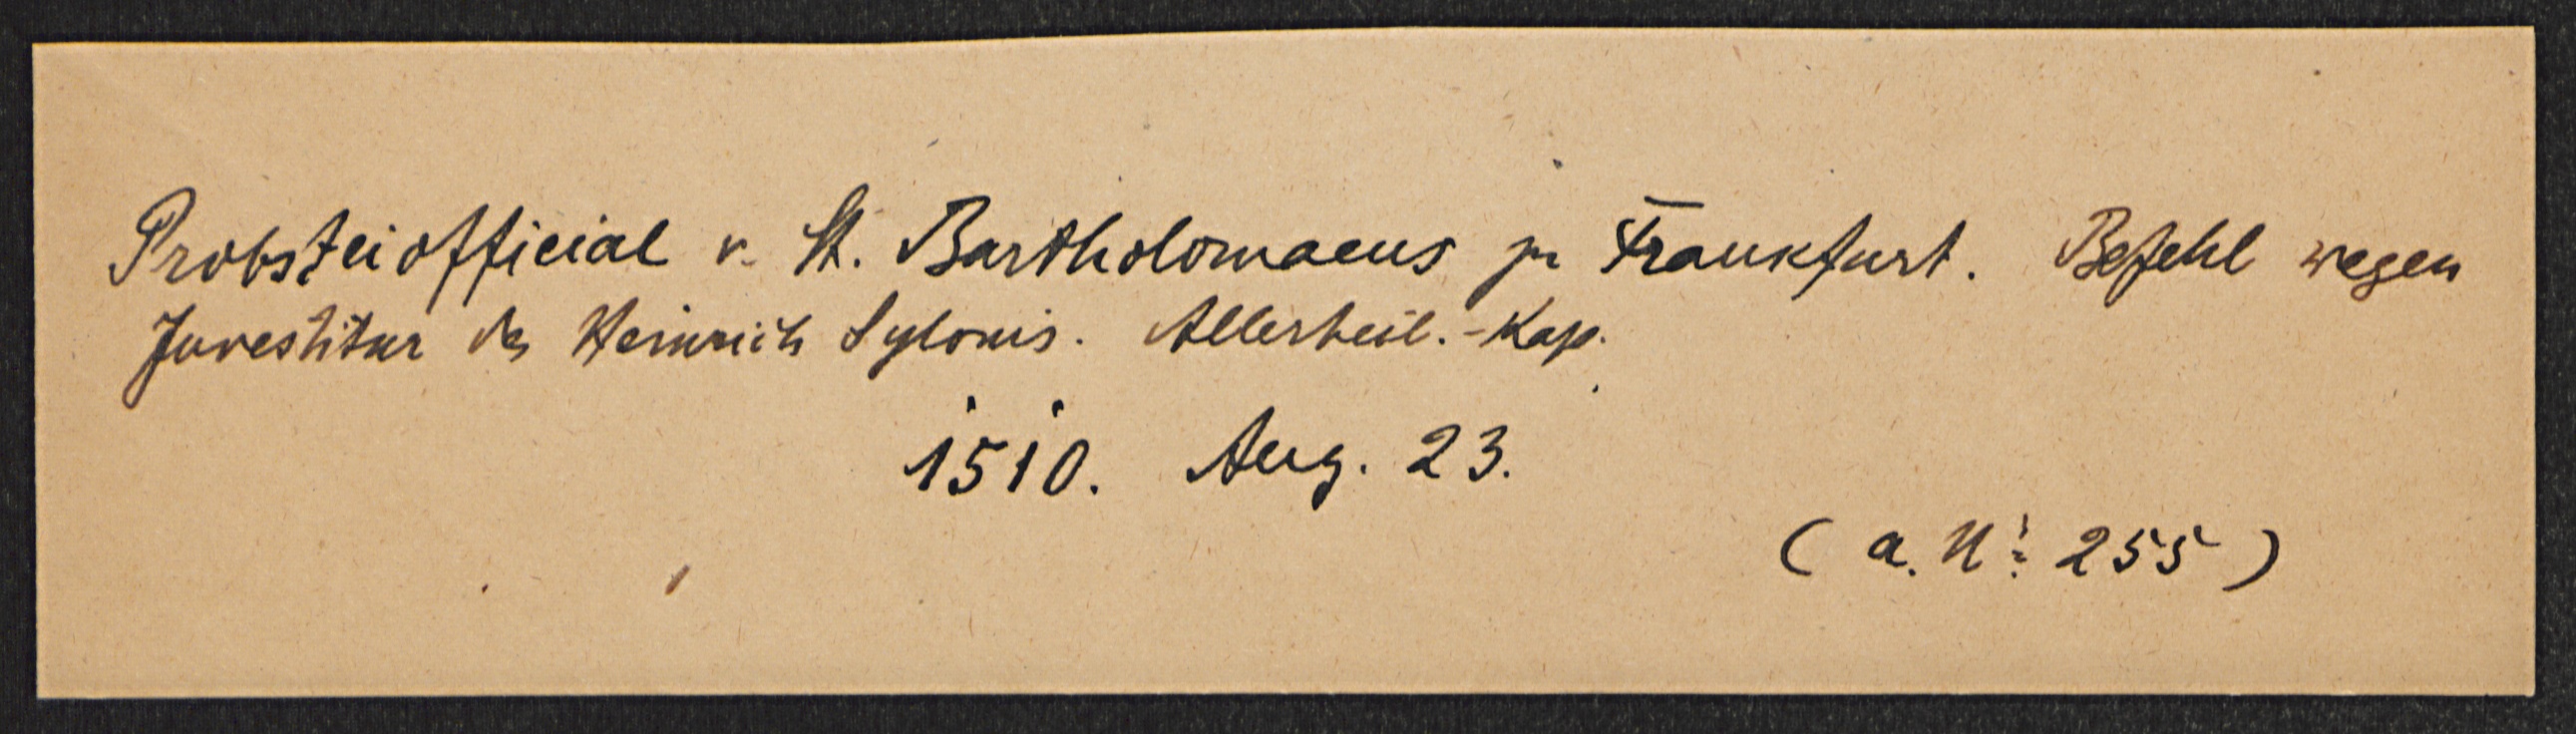 Probsteiofficial v. St. Bartholomaeus zu Frankfurt. Befehl wegen
Investitur des Heinrich Sylonis. Allerheil.-Kap.
1510. Aug. 23.
(a. N: 255)